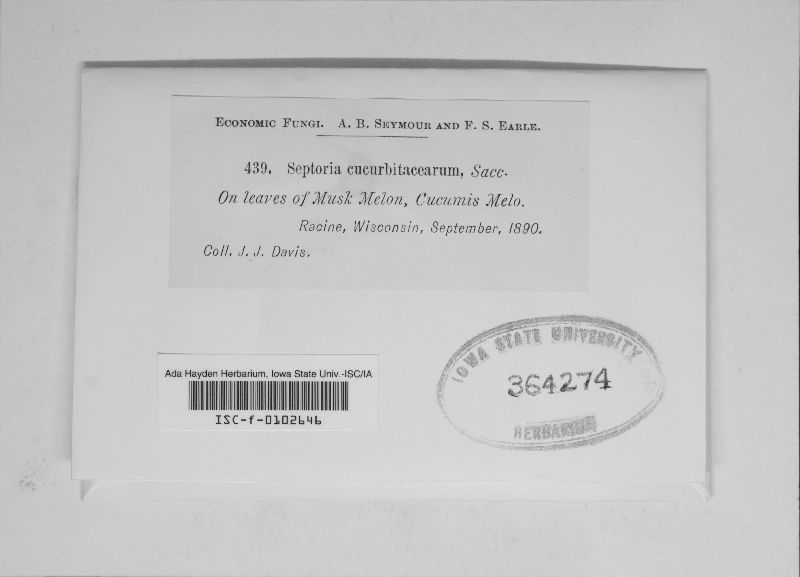 Economic Fungi. A. B. Seymour and F. S. Earle.
439. Septoria cucurbitacearum, Sacc.
On leaves of Musk Melon, Cucumis Melo.
Racine, Wisconsin, September, 1890.
Coll. J. J. Davis.
IOWA STATE UNIVERSITY
364274
HERBARIUM
Ada Hayden Herbarium, Iowa State Univ.-ISC/IA
ISC-f-0102646